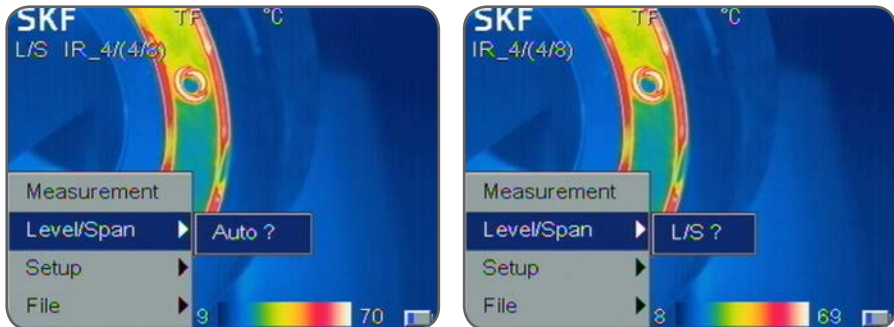 SKF TF °C
L/S IR_4/(4/8)
Measurement
Level/Span Auto ?
Setup
File
9 70
SKF TF °C
IR_4/(4/8)
Measurement
Level/Span L/S ?
Setup
File
8 69